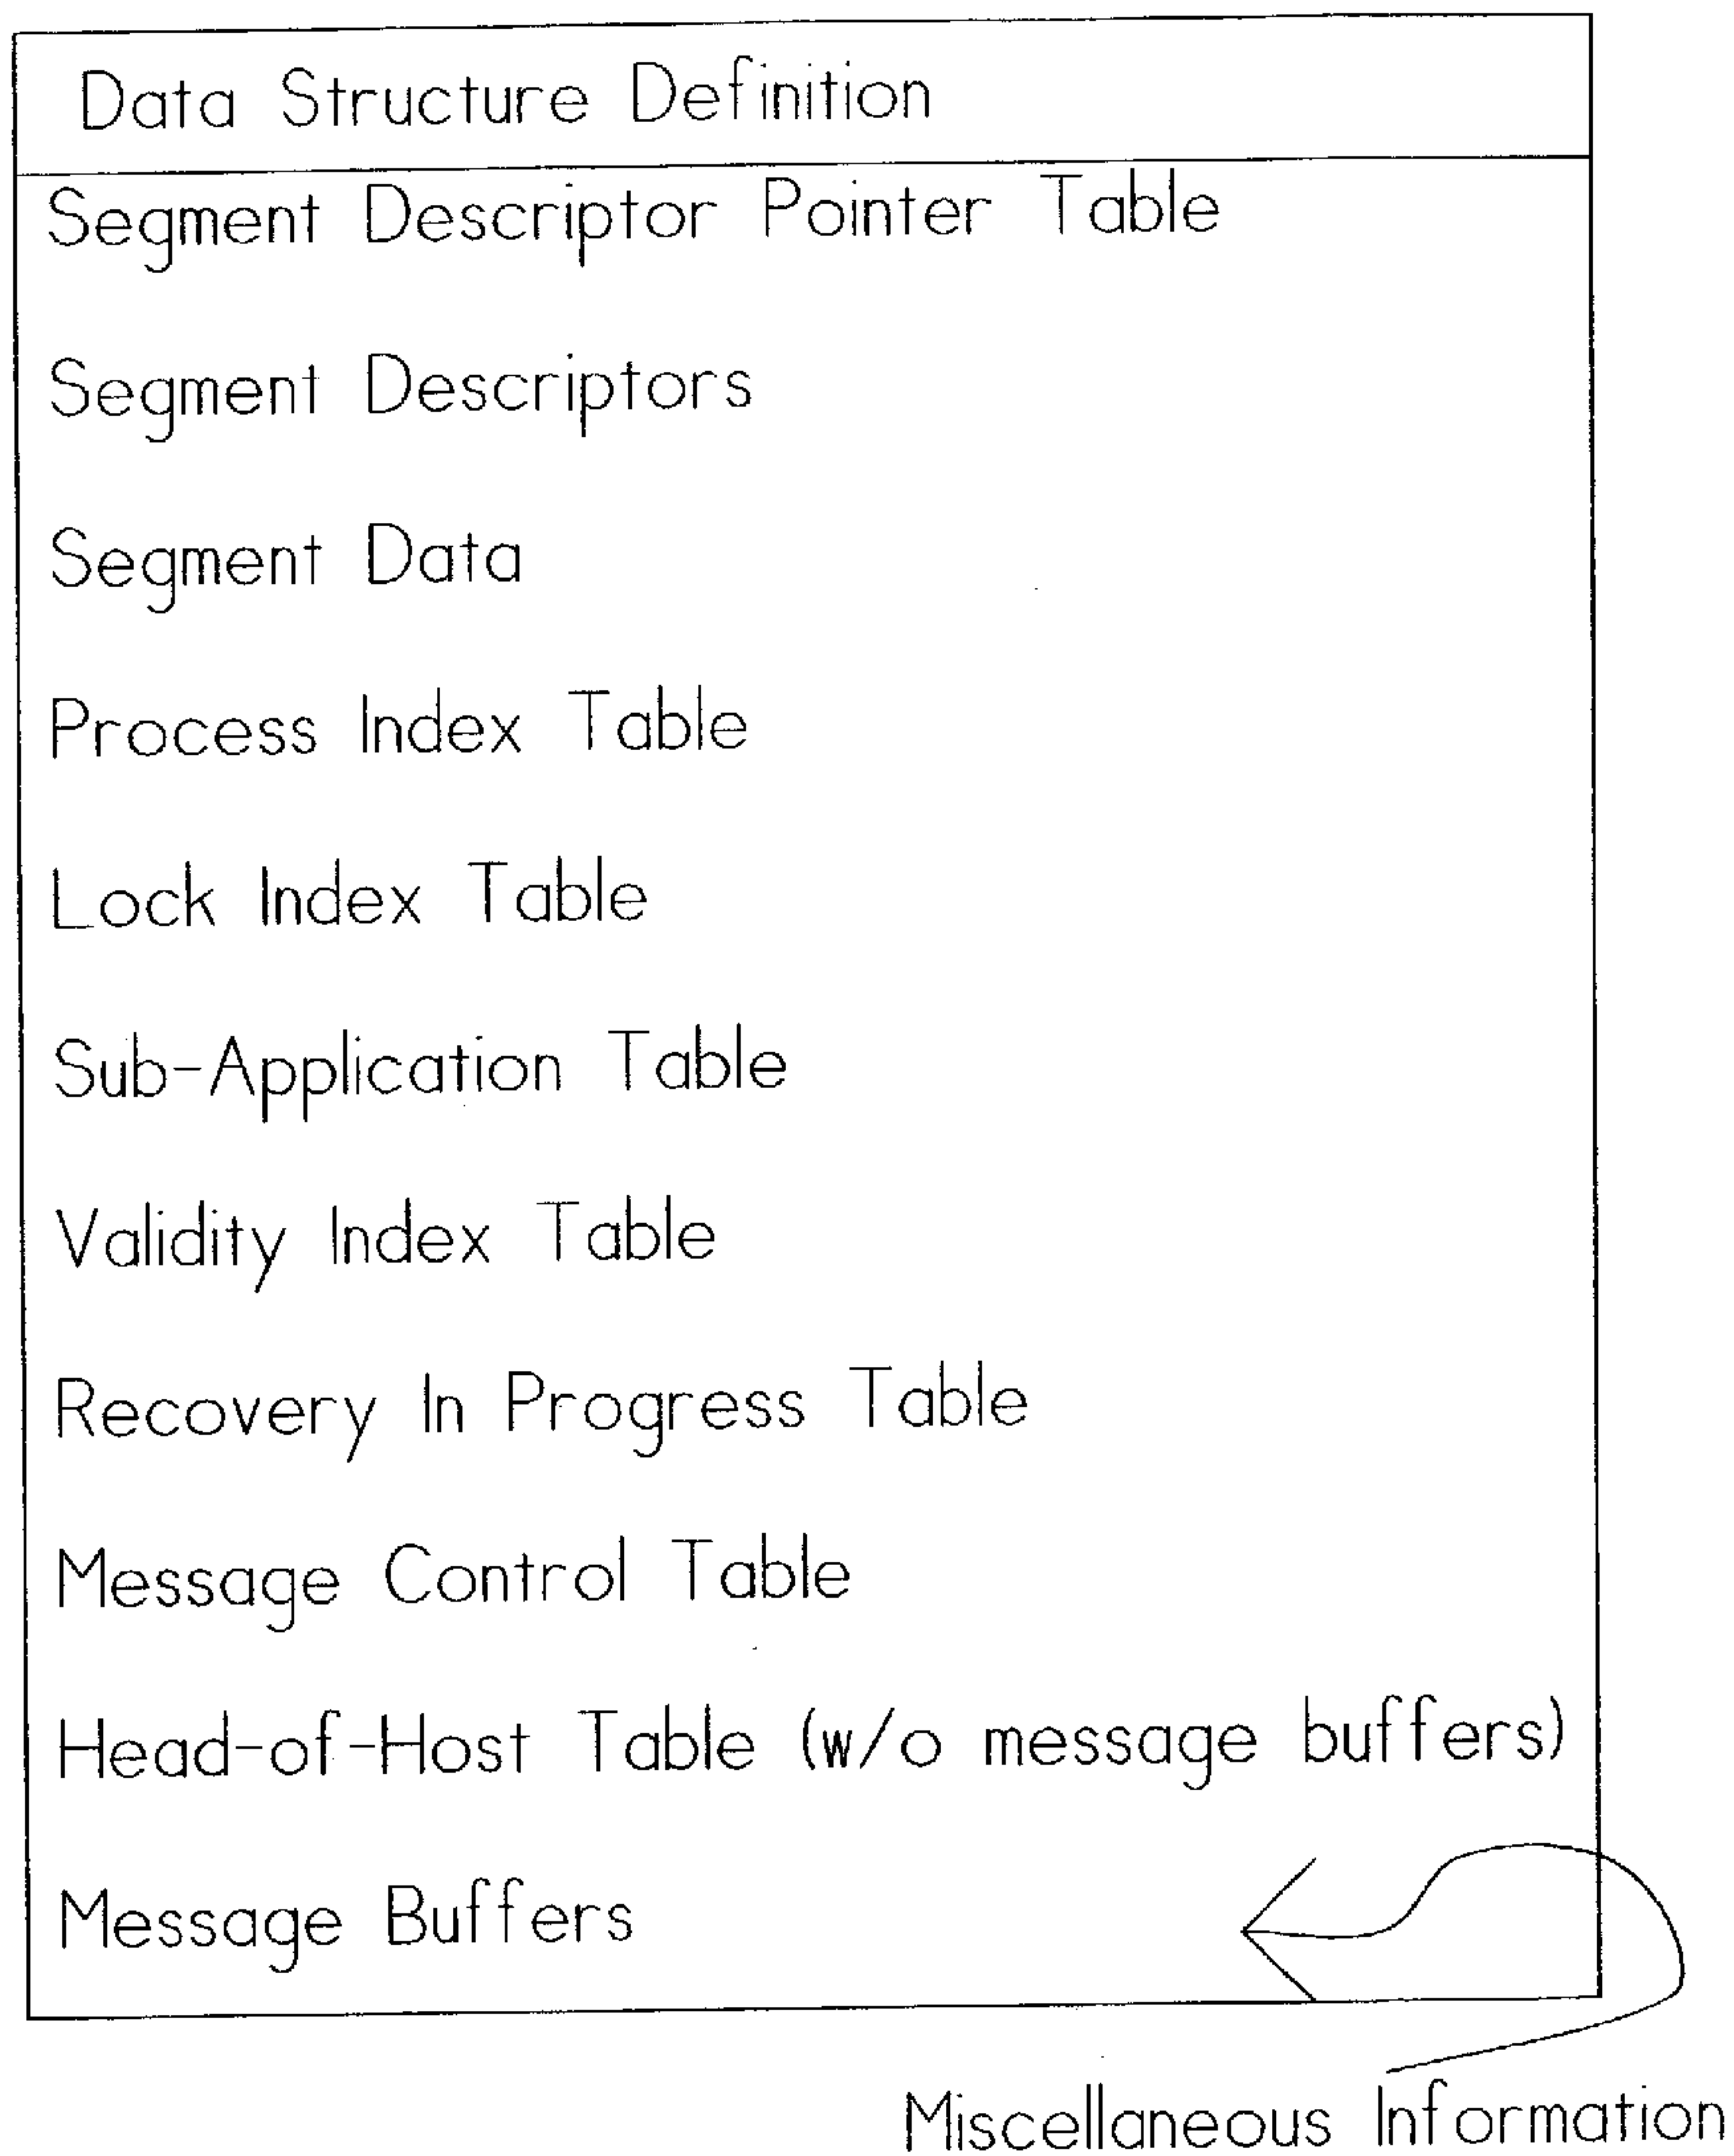 Data Structure Definition
Segment Descriptor Pointer Table
Segment Descriptors
Segment Data
Process Index Table
Lock Index Table
Sub-Application Table
Validity Index Table
Recovery In Progress Table
Message Control Table
Head-of-Host Table (w/o message buffers)
Message Buffers
Miscellaneous Information